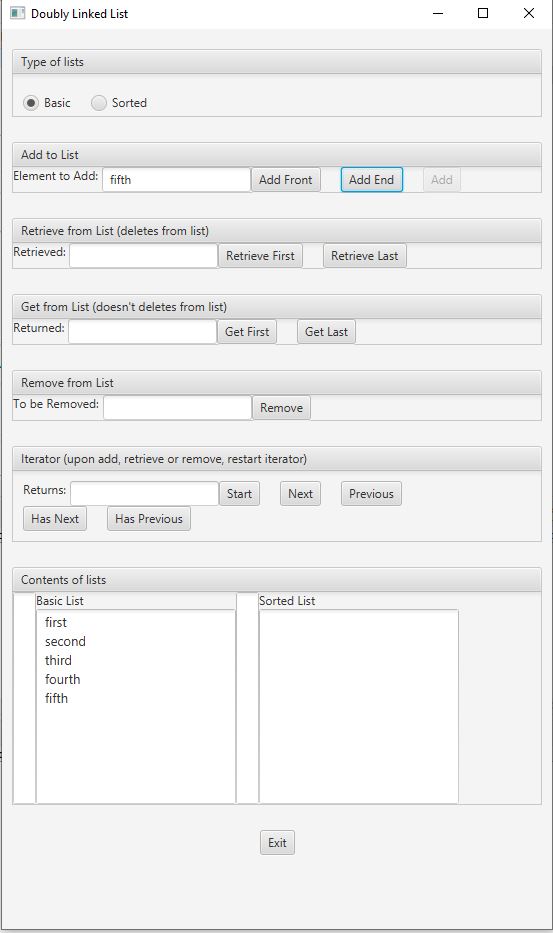 Doubly Linked List
Type of lists
Basic Sorted
Add to List
Element to Add: fifth Add Front Add End Add
Retrieve from List (deletes from list)
Retrieved: Retrieve First Retrieve Last
Get from List (doesn't deletes from list)
Returned: Get First Get Last
Remove from List
To be Removed: Remove
Iterator (upon add, retrieve or remove, restart iterator)
Returns: Start Next Previous
Has Next Has Previous
Contents of lists
Basic List Sorted List
first
second
third
fourth
fifth
Exit